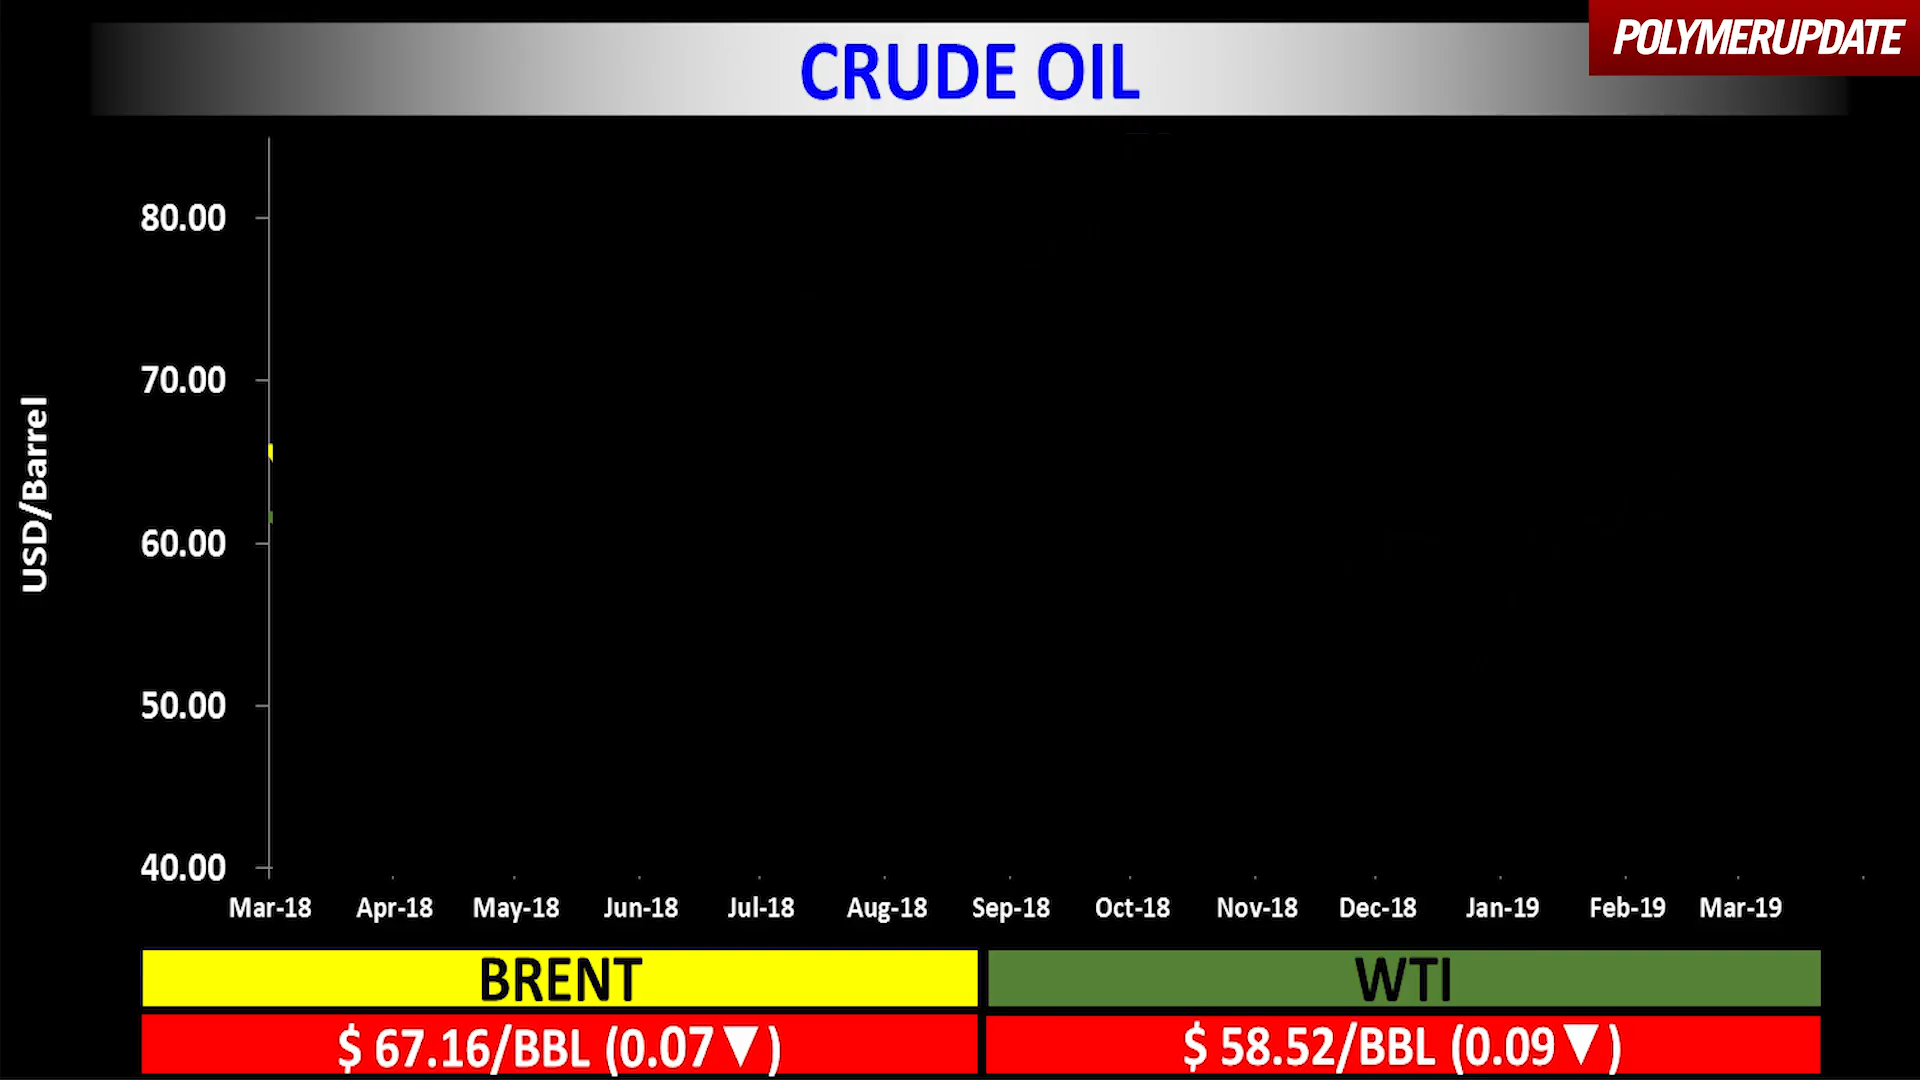 POLYMERUPDATE
CRUDE OIL
USD/Barrel
80.00
70.00
60.00
50.00
40.00
Mar-18 Apr-18 May-18 Jun-18 Jul-18 Aug-18 Sep-18 Oct-18 Nov-18 Dec-18 Jan-19 Feb-19 Mar-19
BRENT WTI
$ 67.16/BBL (0.07▼) $ 58.52/BBL (0.09▼)